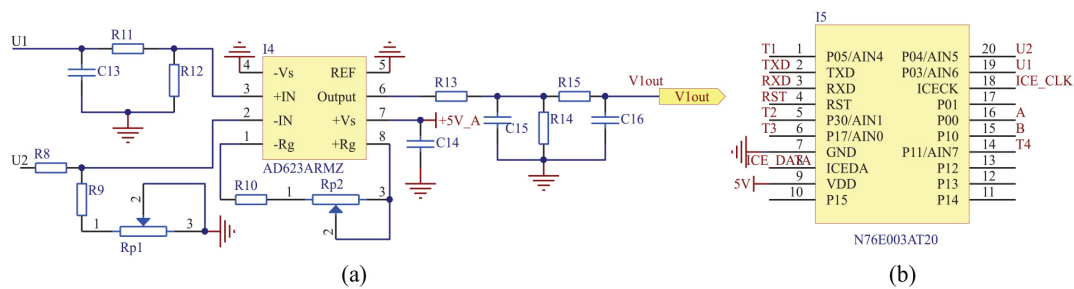 U1
R11
C13
R12
I4
4 -Vs REF 5
3 +IN Output 6
2 -IN +Vs 7
1 -Rg +Rg 8
AD623ARMZ
+5V_A
C14
R13
C15
R14
R15
C16
V1out
V1out
U2
R8
R9
1 2 3
Rp1
R10
1 Rp2 3
2
(a)
I5
T1 1 P05/AIN4 P04/AIN5 20 U2
TXD 2 TXD P03/AIN6 19 U1
RXD 3 RXD ICECK 18 ICE_CLK
RST 4 RST P01 17
T2 5 P30/AIN1 P00 16 A
T3 6 P17/AIN0 P10 15 B
7 GND P11/AIN7 14 T4
ICE_DATA 8 ICEDA P12 13
5V 9 VDD P13 12
10 P15 P14 11
N76E003AT20
(b)